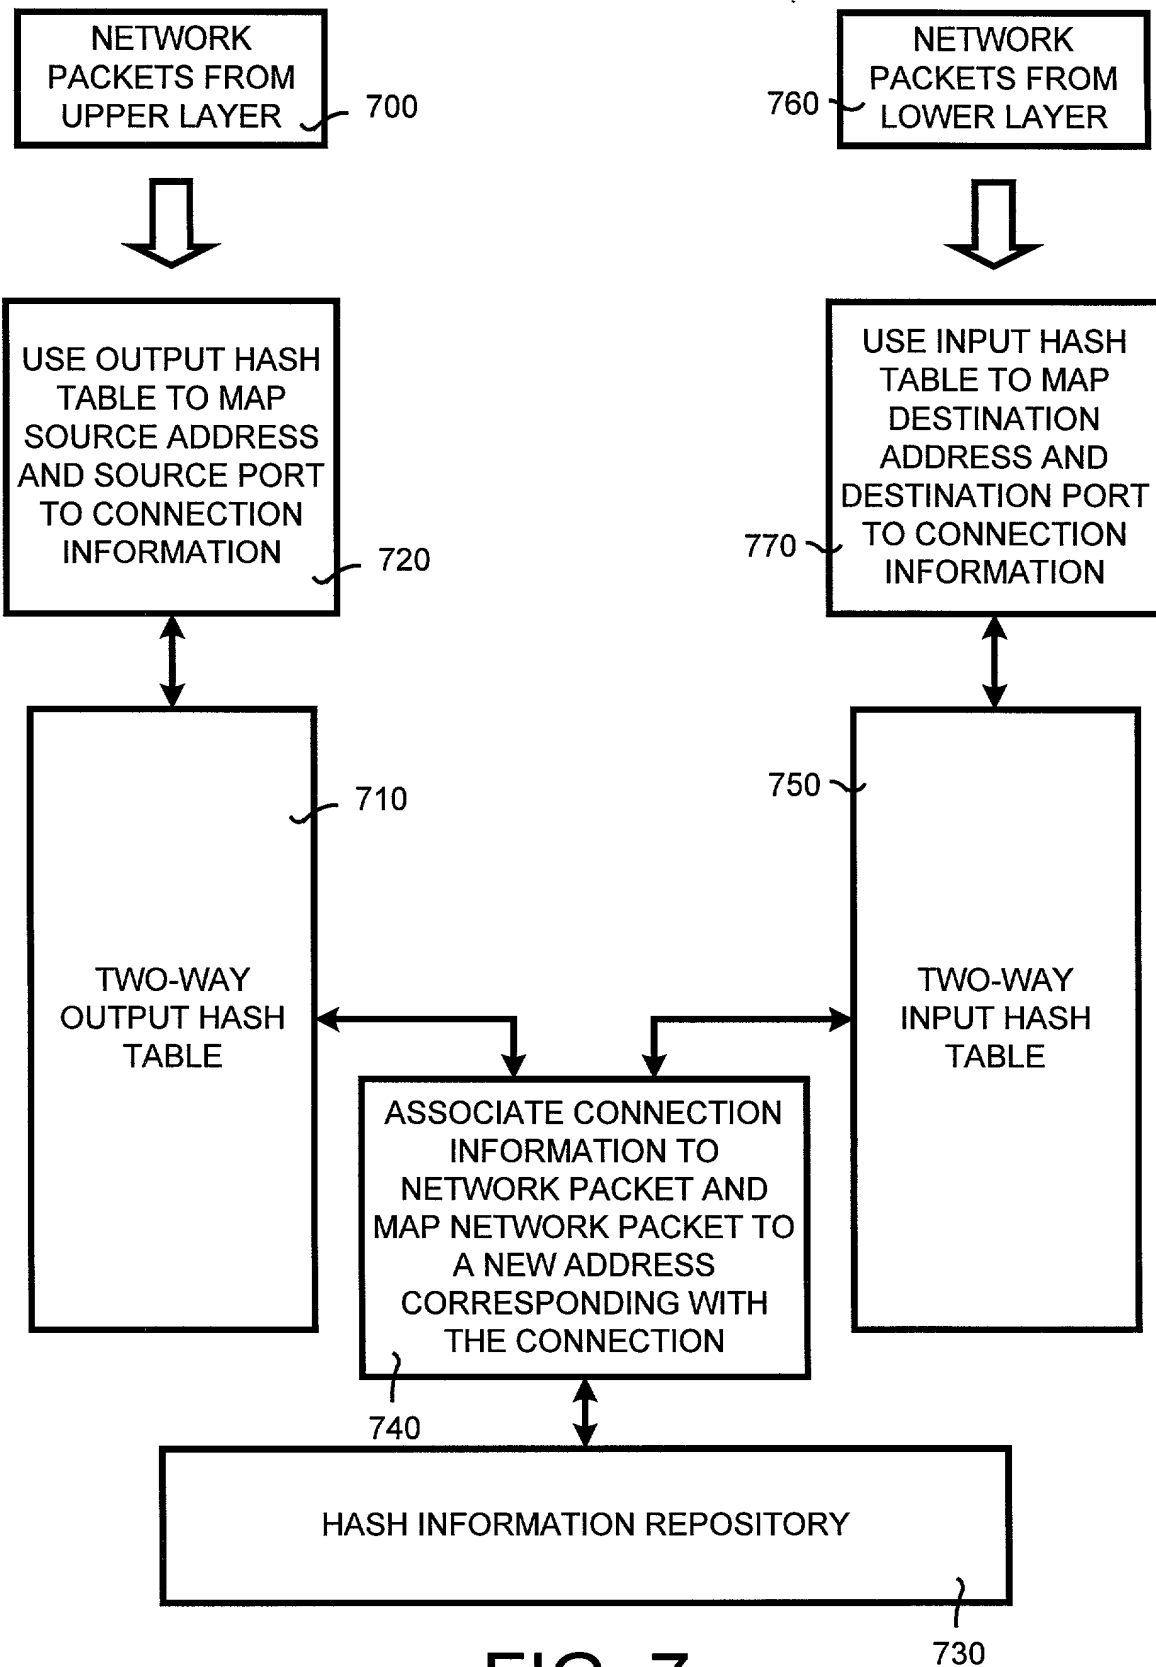 NETWORK
PACKETS FROM
UPPER LAYER
700
NETWORK
PACKETS FROM
LOWER LAYER
760
USE OUTPUT HASH
TABLE TO MAP
SOURCE ADDRESS
AND SOURCE PORT
TO CONNECTION
INFORMATION
720
USE INPUT HASH
TABLE TO MAP
DESTINATION
ADDRESS AND
DESTINATION PORT
TO CONNECTION
INFORMATION
770
710
TWO-WAY
OUTPUT HASH
TABLE
750
TWO-WAY
INPUT HASH
TABLE
ASSOCIATE CONNECTION
INFORMATION TO
NETWORK PACKET AND
MAP NETWORK PACKET TO
A NEW ADDRESS
CORRESPONDING WITH
THE CONNECTION
740
HASH INFORMATION REPOSITORY
730
FIG. 7